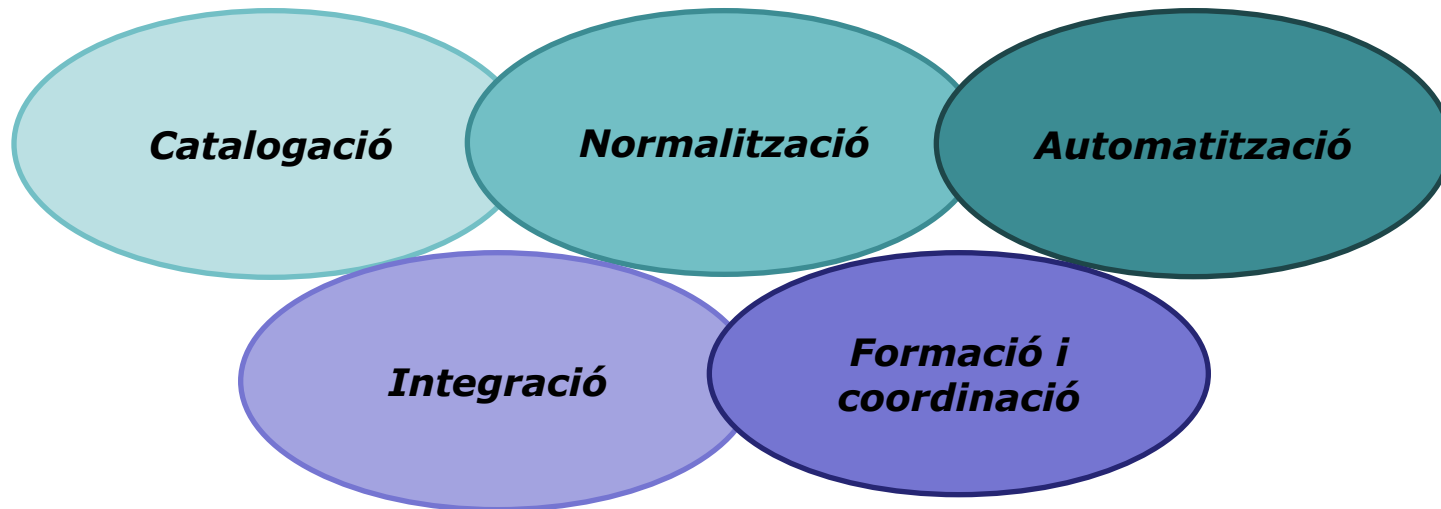 Catalogació
Normalització
Automatització
Integració
Formació i
coordinació